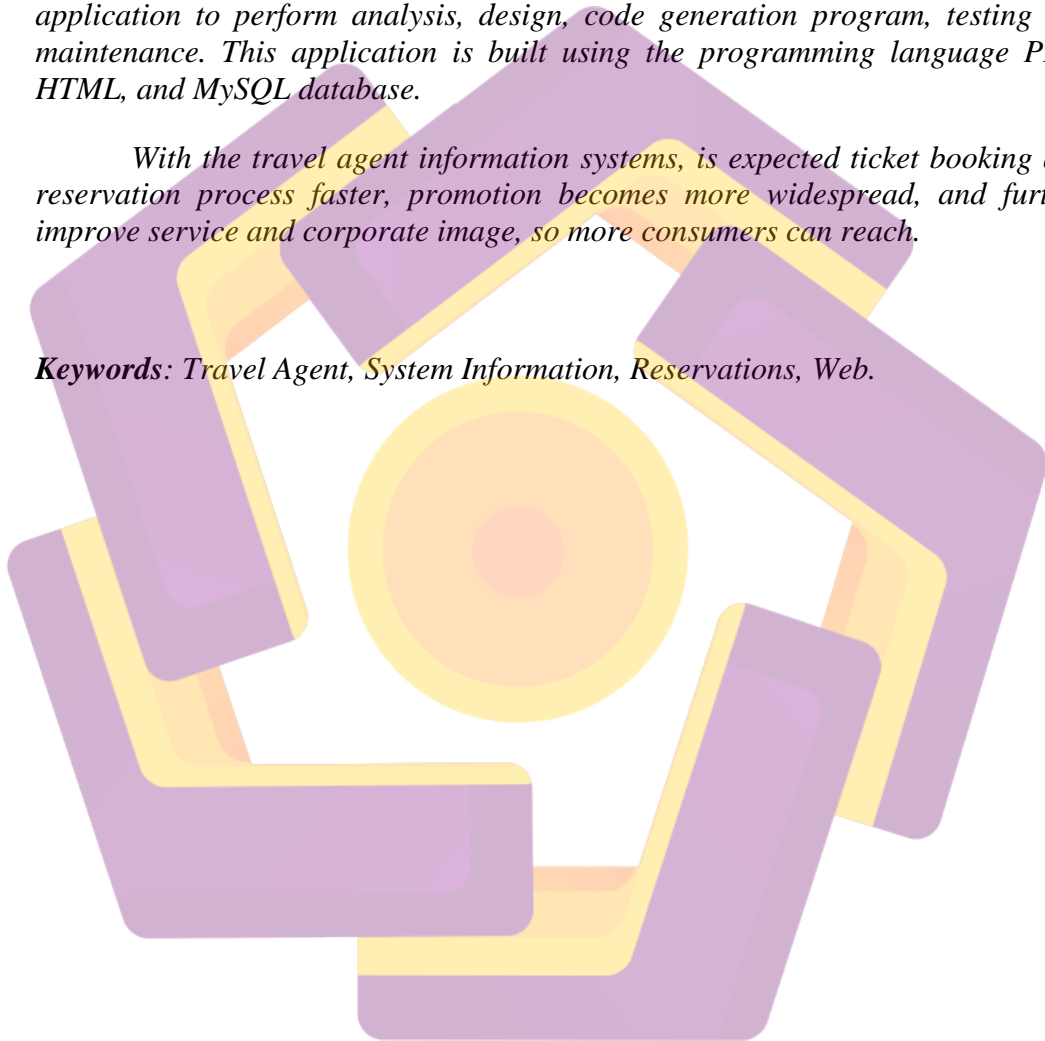 application to perform analysis, design, code generation program, testing
maintenance. This application is built using the programming language
HTML, and MySQL database.
With the travel agent information systems, is expected ticket booking
reservation process faster, promotion becomes more widespread, and
improve service and corporate image, so more consumers can reach.
Keywords: Travel Agent, System Information, Reservations, Web.